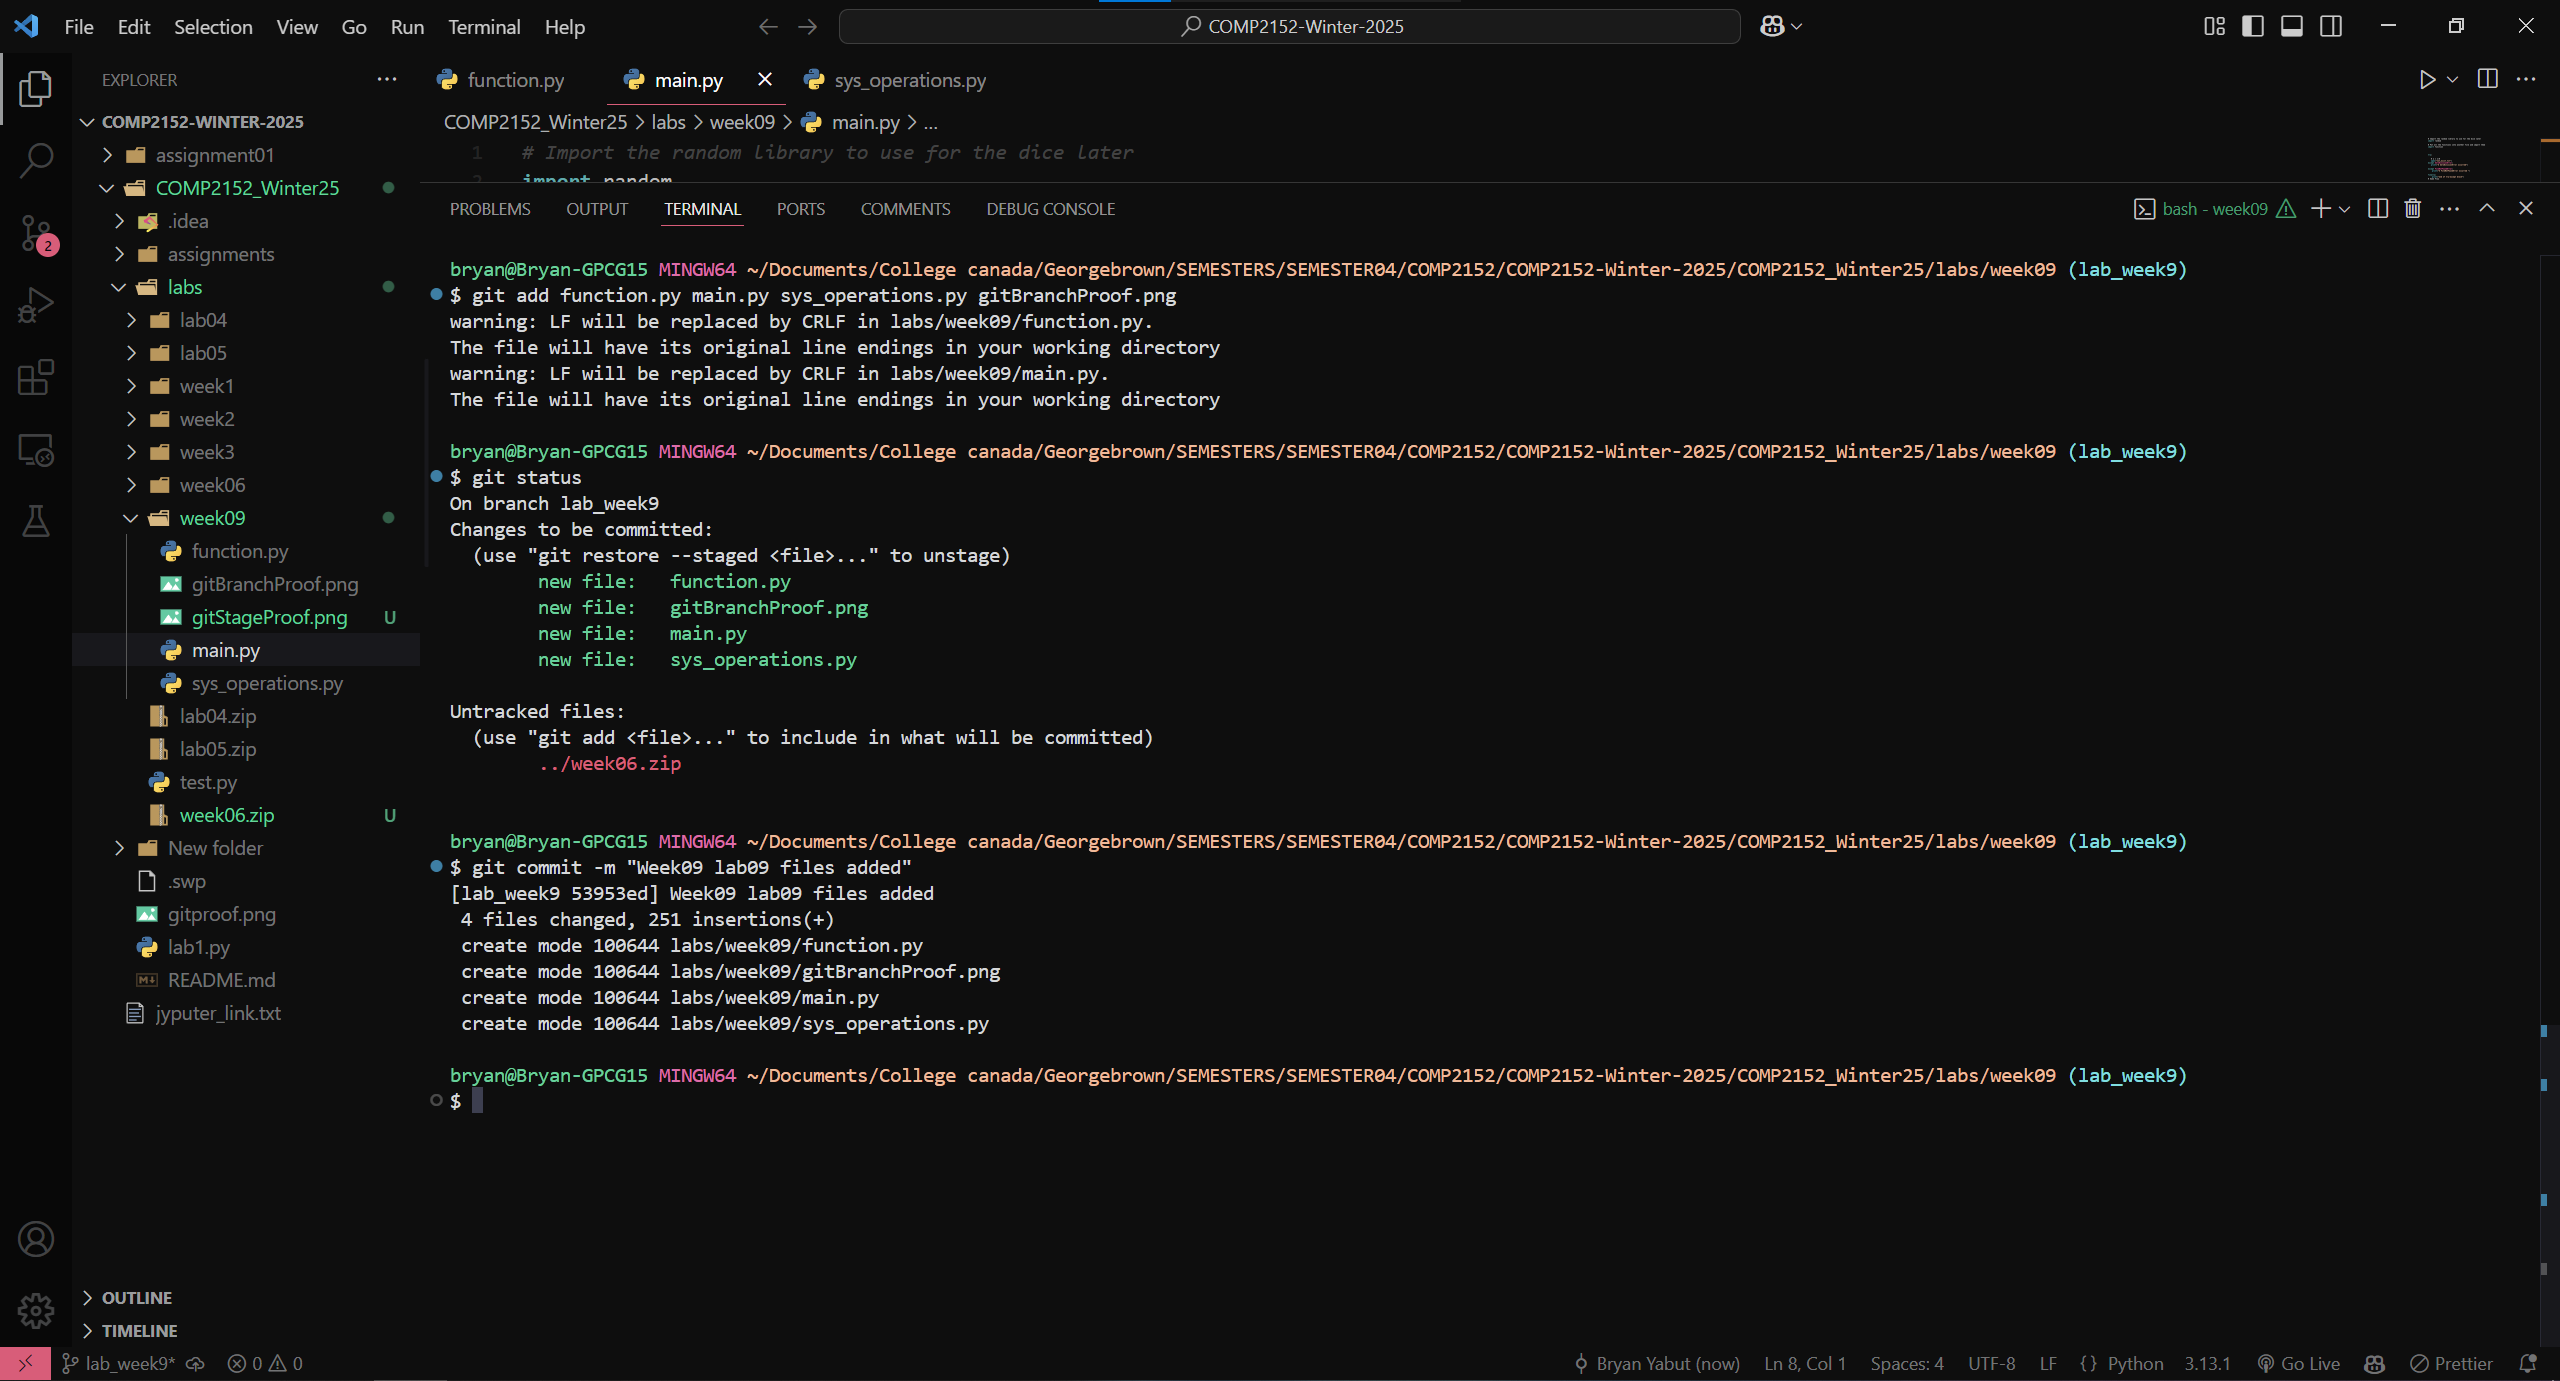 File Edit Selection View Go Run Terminal Help
COMP2152-Winter-2025
EXPLORER
COMP2152-WINTER-2025
assignment01
COMP2152_Winter25
.idea
assignments
labs
lab04
lab05
week1
week2
week3
week06
week09
function.py
gitBranchProof.png
gitStageProof.png U
main.py
sys_operations.py
lab04.zip
lab05.zip
test.py
week06.zip U
New folder
.swp
gitproof.png
lab1.py
README.md
jyputer_link.txt
OUTLINE
TIMELINE
2
function.py main.py sys_operations.py
COMP2152_Winter25 > labs > week09 > main.py > ...
1 # Import the random library to use for the dice later
2 import random
PROBLEMS OUTPUT TERMINAL PORTS COMMENTS DEBUG CONSOLE
bash - week09
bryan@Bryan-GPCG15 MINGW64 ~/Documents/College canada/Georgebrown/SEMESTERS/SEMESTER04/COMP2152/COMP2152-Winter-2025/COMP2152_Winter25/labs/week09 (lab_week9)
$ git add function.py main.py sys_operations.py gitBranchProof.png
warning: LF will be replaced by CRLF in labs/week09/function.py.
The file will have its original line endings in your working directory
warning: LF will be replaced by CRLF in labs/week09/main.py.
The file will have its original line endings in your working directory
bryan@Bryan-GPCG15 MINGW64 ~/Documents/College canada/Georgebrown/SEMESTERS/SEMESTER04/COMP2152/COMP2152-Winter-2025/COMP2152_Winter25/labs/week09 (lab_week9)
$ git status
On branch lab_week9
Changes to be committed:
(use "git restore --staged <file>..." to unstage)
new file: function.py
new file: gitBranchProof.png
new file: main.py
new file: sys_operations.py
Untracked files:
(use "git add <file>..." to include in what will be committed)
../week06.zip
bryan@Bryan-GPCG15 MINGW64 ~/Documents/College canada/Georgebrown/SEMESTERS/SEMESTER04/COMP2152/COMP2152-Winter-2025/COMP2152_Winter25/labs/week09 (lab_week9)
$ git commit -m "Week09 lab09 files added"
[lab_week9 53953ed] Week09 lab09 files added
4 files changed, 251 insertions(+)
create mode 100644 labs/week09/function.py
create mode 100644 labs/week09/gitBranchProof.png
create mode 100644 labs/week09/main.py
create mode 100644 labs/week09/sys_operations.py
bryan@Bryan-GPCG15 MINGW64 ~/Documents/College canada/Georgebrown/SEMESTERS/SEMESTER04/COMP2152/COMP2152-Winter-2025/COMP2152_Winter25/labs/week09 (lab_week9)
$
lab_week9* 0 0 Bryan Yabut (now) Ln 8, Col 1 Spaces: 4 UTF-8 LF {} Python 3.13.1 Go Live Prettier